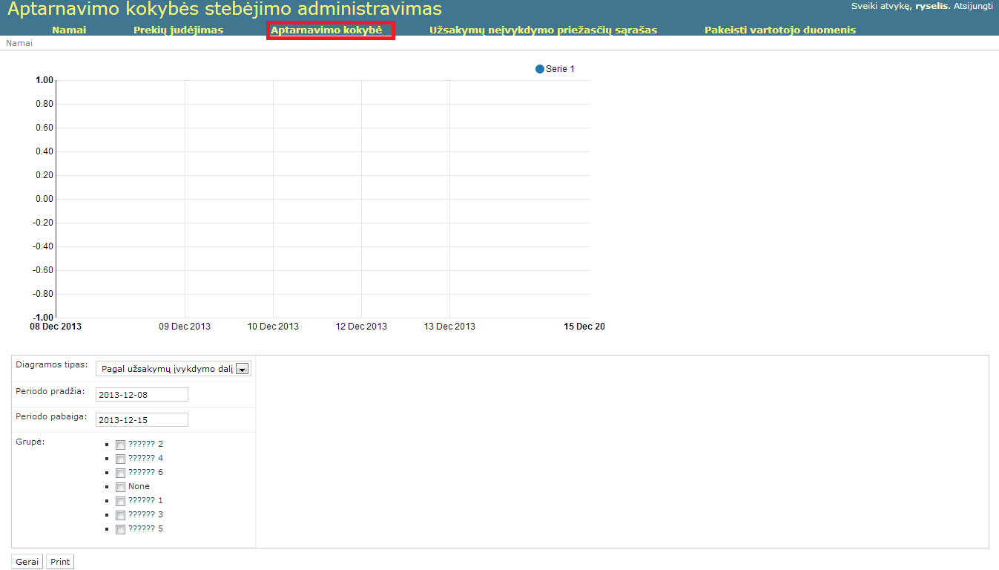 Aptarnavimo kokybės stebėjimo administravimas
Sveiki atvykę, ryselis. Atsijungti
Namai Prekių judėjimas Aptarnavimo kokybė Užsakymų neįvykdymo priežasčių sąrašas Pakeisti vartotojo duomenis
Namai
Serie 1
1.00
0.80
0.60
0.40
0.20
0.00
-0.20
-0.40
-0.60
-0.80
-1.00
08 Dec 2013 09 Dec 2013 10 Dec 2013 12 Dec 2013 13 Dec 2013 15 Dec 20
Diagramos tipas: Pagal užsakymų įvykdymo dalį
Periodo pradžia: 2013-12-08
Periodo pabaiga: 2013-12-15
Grupė:
?????? 2
?????? 4
?????? 6
None
?????? 1
?????? 3
?????? 5
Gerai Print